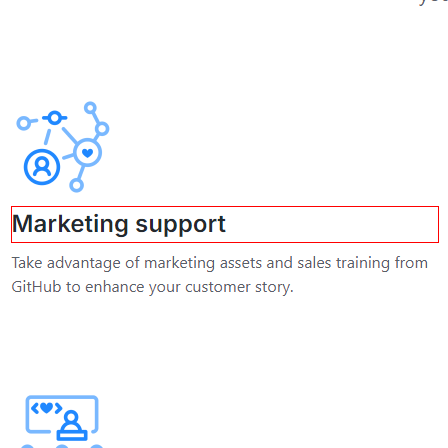 Marketing support
Take advantage of marketing assets and sales training from
GitHub to enhance your customer story.